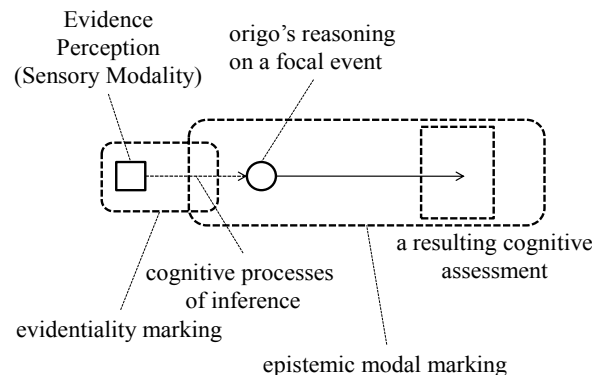 Evidence
Perception
(Sensory Modality)
origo's reasoning
on a focal event
a resulting cognitive
assessment
cognitive processes
of inference
evidentiality marking
epistemic modal marking